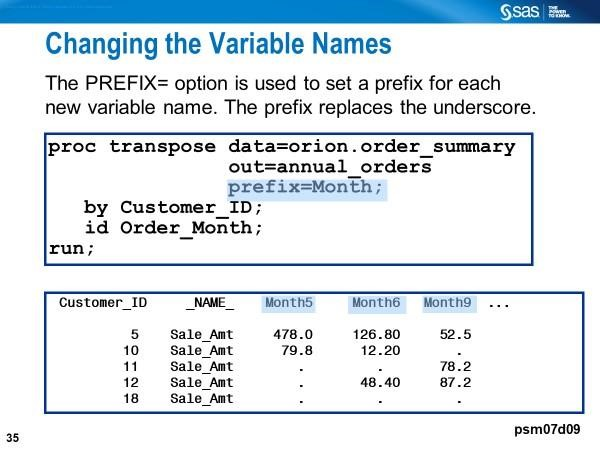 sas THE POWER TO KNOW.
Changing the Variable Names
The PREFIX= option is used to set a prefix for each
new variable name. The prefix replaces the underscore.
proc transpose data=orion.order_summary
out=annual_orders
prefix=Month;
by Customer_ID;
id Order_Month;
run;
Customer_ID _NAME_ Month5 Month6 Month9 ...
5 Sale_Amt 478.0 126.80 52.5
10 Sale_Amt 79.8 12.20 .
11 Sale_Amt . . 78.2
12 Sale_Amt . 48.40 87.2
18 Sale_Amt . . .
psm07d09
35